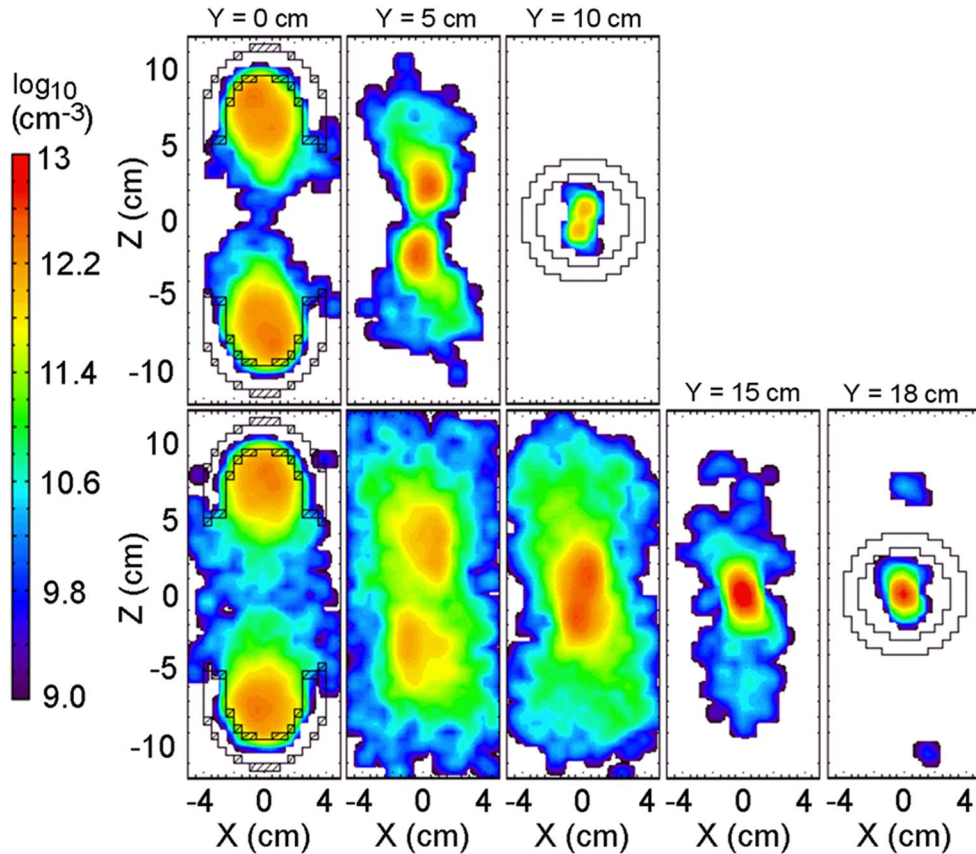 Y = 0 cm
Y = 5 cm
Y = 10 cm
log10
(cm-3)
13
12.2
11.4
10.6
9.8
9.0
Z (cm)
10
5
0
-5
-10
Y = 15 cm
Y = 18 cm
Z (cm)
10
5
0
-5
-10
-4 0 4
-4 0 4
-4 0 4
-4 0 4
-4 0 4
X (cm)
X (cm)
X (cm)
X (cm)
X (cm)